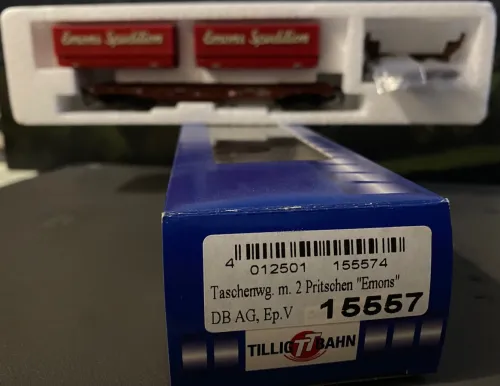 Emons Spedition Emons Spedition
4 012501 155574
Taschenwg. m. 2 Pritschen "Emons"
DB AG, Ep.V 15557
TILLIG TT BAHN